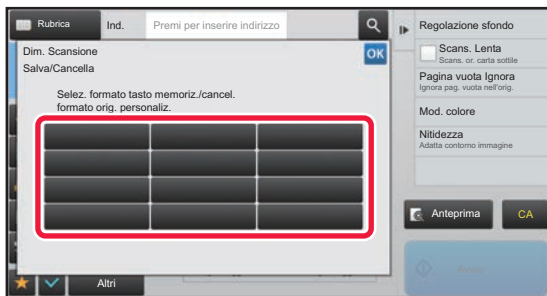 Rubrica
Ind.
Premi per inserire indirizzo
Dim. Scansione
Salva/Cancella
OK
Selez. formato tasto memoriz./cancel.
formato orig. personaliz.
Altri
Regolazione sfondo
Scans. Lenta
Scans. or. carta sottile
Pagina vuota Ignora
Ignora pag. vuota nell'orig.
Mod. colore
Nitidezza
Adatta contorno immagine
Anteprima
CA